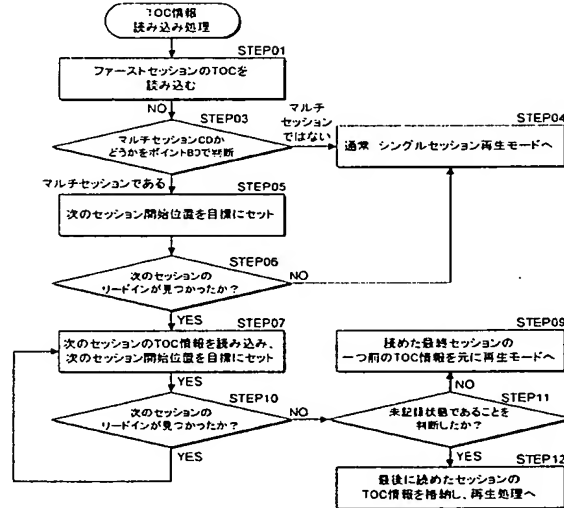 TOC情報
読み込み処理
STEP01
ファーストセッションのTOCを
読み込む
NO
STEP03
マルチセッションCDか
どうかをポイントB0で判断
マルチ
セッション
ではない
STEP04
通常 シングルセッション再生モードへ
マルチセッションである
STEP05
次のセッション開始位置を目標にセット
STEP06
次のセッションの
リードインが見つかったか？
NO
YES
STEP07
次のセッションのTOC情報を読み込み、
次のセッション開始位置を目標にセット
STEP09
読めた最終セッションの
一つ前のTOC情報を元に再生モードへ
YES
NO
STEP10
次のセッションの
リードインが見つかったか？
NO
STEP11
未記録状態であることを
判断したか？
YES
YES
STEP12
最後に読めたセッションの
TOC情報を格納し、再生処理へ